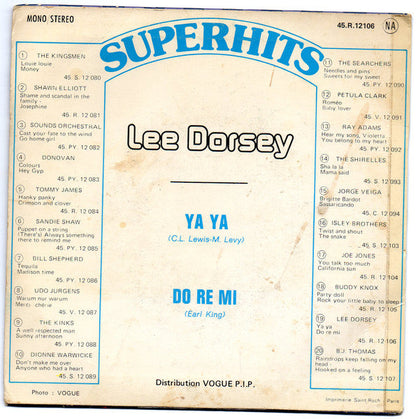 MONO STEREO
45.R.12106
NA
SUPERHITS
Lee Dorsey
YA YA
(C.L. Lewis-M. Levy)
DO RE MI
(Earl King)
1 THE KINGSMEN
Louie louie
Money
45. S 12 080
2 SHAWN ELLIOTT
Shame and scandal in the
family -
Josephine
45. R. 12 081
3 SOUNDS ORCHESTRAL
Cast your fate to the wind
Go home girl
45. PY. 12 082
4 DONOVAN
Colours
Hey Gyp
45. PY. 12 083
5 TOMMY JAMES
Hanky panky
Crimson and clover
45. R. 12 084
6 SANDIE SHAW
Puppet on a string
(There's) Always something
there to remind me
45. PY. 12 085
7 BILL SHEPHERD
Tequila
Madison time
45. PY. 12 086
8 UDO JURGENS
Warum nur warum
Merci chérie
45. V. 12 087
9 THE KINKS
A well respected man
Sunny afternoon
45. PY. 12 088
10 DIONNE WARWICKE
Don't make me over
Anyone who had a heart
45. S. 12 089
11 THE SEARCHERS
Needles and pins
Sweets for my sweet
45. PY. 12 090
12 PETULA CLARK
Roméo
Baby lover
45. PY. 12 091
13 RAY ADAMS
Hear my song, Violetta
You belong to my heart
45. PY. 12 092
14 THE SHIRELLES
Sha la la
Mama said
45. S. 12 093
15 JORGE VEIGA
Brigitte Bardot
Sassaricando
45. C. 12 094
16 ISLEY BROTHERS
Twist and shout
The snake
45. S. 12 103
17 JOE JONES
You talk too much
California sun
45. R. 12 104
18 BUDDY KNOX
Party doll
Rock your little baby to sleep
45. R. 12 105
19 LEE DORSEY
Ya ya
Do re mi
45. R. 12 106
20 B.J. THOMAS
Raindrops keep falling on my
head
Hooked on a feeling
45. S. 12 107
Photo : VOGUE
Distribution VOGUE P.I.P.
Imprimerie Saint Roch - Paris